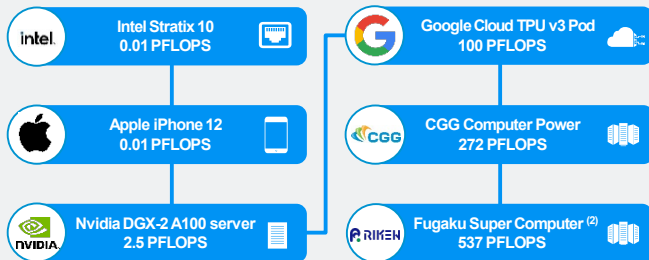 intel.
Intel Stratix 10
0.01 PFLOPS
Apple iPhone 12
0.01 PFLOPS
NVIDIA.
Nvidia DGX-2 A100 server
2.5 PFLOPS
G
Google Cloud TPU v3 Pod
100 PFLOPS
CGG
CGG Computer Power
272 PFLOPS
RIKEN
Fugaku Super Computer (2)
537 PFLOPS